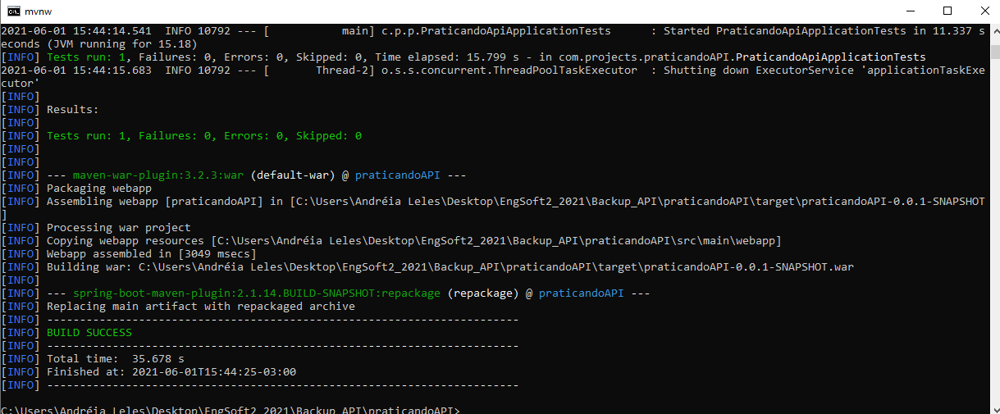 mvnw
2021-06-01 15:44:14.541  INFO 10792 --- [           main] c.p.p.PraticandoApiApplicationTests      : Started PraticandoApiApplicationTests in 11.337 s
econds (JVM running for 15.18)
[INFO] Tests run: 1, Failures: 0, Errors: 0, Skipped: 0, Time elapsed: 15.799 s - in com.projects.praticandoAPI.PraticandoApiApplicationTests
2021-06-01 15:44:15.683  INFO 10792 --- [       Thread-2] o.s.s.concurrent.ThreadPoolTaskExecutor  : Shutting down ExecutorService 'applicationTaskExe
cutor'
[INFO]
[INFO] Results:
[INFO]
[INFO] Tests run: 1, Failures: 0, Errors: 0, Skipped: 0
[INFO]
[INFO]
[INFO] --- maven-war-plugin:3.2.3:war (default-war) @ praticandoAPI ---
[INFO] Packaging webapp
[INFO] Assembling webapp [praticandoAPI] in [C:\Users\Andréia Leles\Desktop\EngSoft2_2021\Backup_API\praticandoAPI\target\praticandoAPI-0.0.1-SNAPSHOT
]
[INFO] Processing war project
[INFO] Copying webapp resources [C:\Users\Andréia Leles\Desktop\EngSoft2_2021\Backup_API\praticandoAPI\src\main\webapp]
[INFO] Webapp assembled in [3049 msecs]
[INFO] Building war: C:\Users\Andréia Leles\Desktop\EngSoft2_2021\Backup_API\praticandoAPI\target\praticandoAPI-0.0.1-SNAPSHOT.war
[INFO]
[INFO] --- spring-boot-maven-plugin:2.1.14.BUILD-SNAPSHOT:repackage (repackage) @ praticandoAPI ---
[INFO] Replacing main artifact with repackaged archive
[INFO] ------------------------------------------------------------------------
[INFO] BUILD SUCCESS
[INFO] ------------------------------------------------------------------------
[INFO] Total time:  35.678 s
[INFO] Finished at: 2021-06-01T15:44:25-03:00
[INFO] ------------------------------------------------------------------------
C:\Users\Andréia Leles\Desktop\EngSoft2_2021\Backup_API\praticandoAPI>